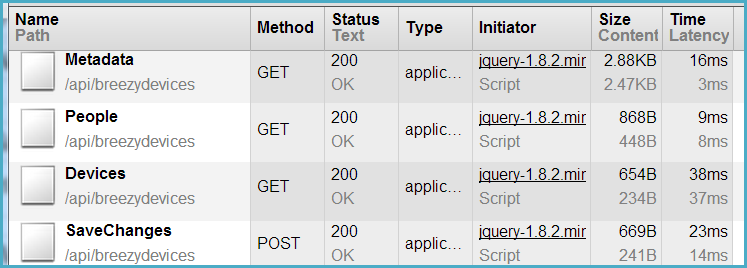 Name Method Status Type Initiator Size Time
Path Text Content Latency
Metadata GET 200 applic... jquery-1.8.2.mir 2.88KB 16ms
/api/breezydevices OK Script 2.47KB 3ms
People GET 200 applic... jquery-1.8.2.mir 868B 9ms
/api/breezydevices OK Script 448B 8ms
Devices GET 200 applic... jquery-1.8.2.mir 654B 38ms
/api/breezydevices OK Script 234B 37ms
SaveChanges POST 200 applic... jquery-1.8.2.mir 669B 23ms
/api/breezydevices OK Script 241B 14ms